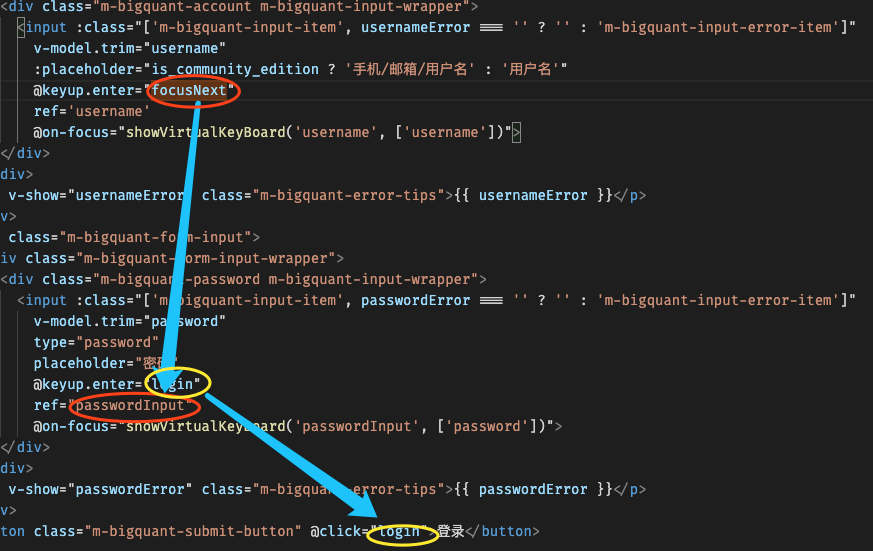 <div class="m-bigquant-account m-bigquant-input-wrapper">
<input :class="['m-bigquant-input-item', usernameError === '' ? '' : 'm-bigquant-input-error-item']"
v-model.trim="username"
:placeholder="is_community_edition ? '手机/邮箱/用户名' : '用户名'"
@keyup.enter="focusNext"
ref='username'
@on-focus="showVirtualKeyBoard('username', ['username'])">
</div>
div>
v-show="usernameError" class="m-bigquant-error-tips">{{ usernameError }}</p>
v>
class="m-bigquant-form-input">
iv class="m-bigquant-form-input-wrapper">
<div class="m-bigquant-password m-bigquant-input-wrapper">
<input :class="['m-bigquant-input-item', passwordError === '' ? '' : 'm-bigquant-input-error-item']"
v-model.trim="password"
type="password"
placeholder="密码"
@keyup.enter="login"
ref="passwordInput"
@on-focus="showVirtualKeyBoard('passwordInput', ['password'])">
</div>
div>
v-show="passwordError" class="m-bigquant-error-tips">{{ passwordError }}</p>
v>
ton class="m-bigquant-submit-button" @click="login">登录</button>